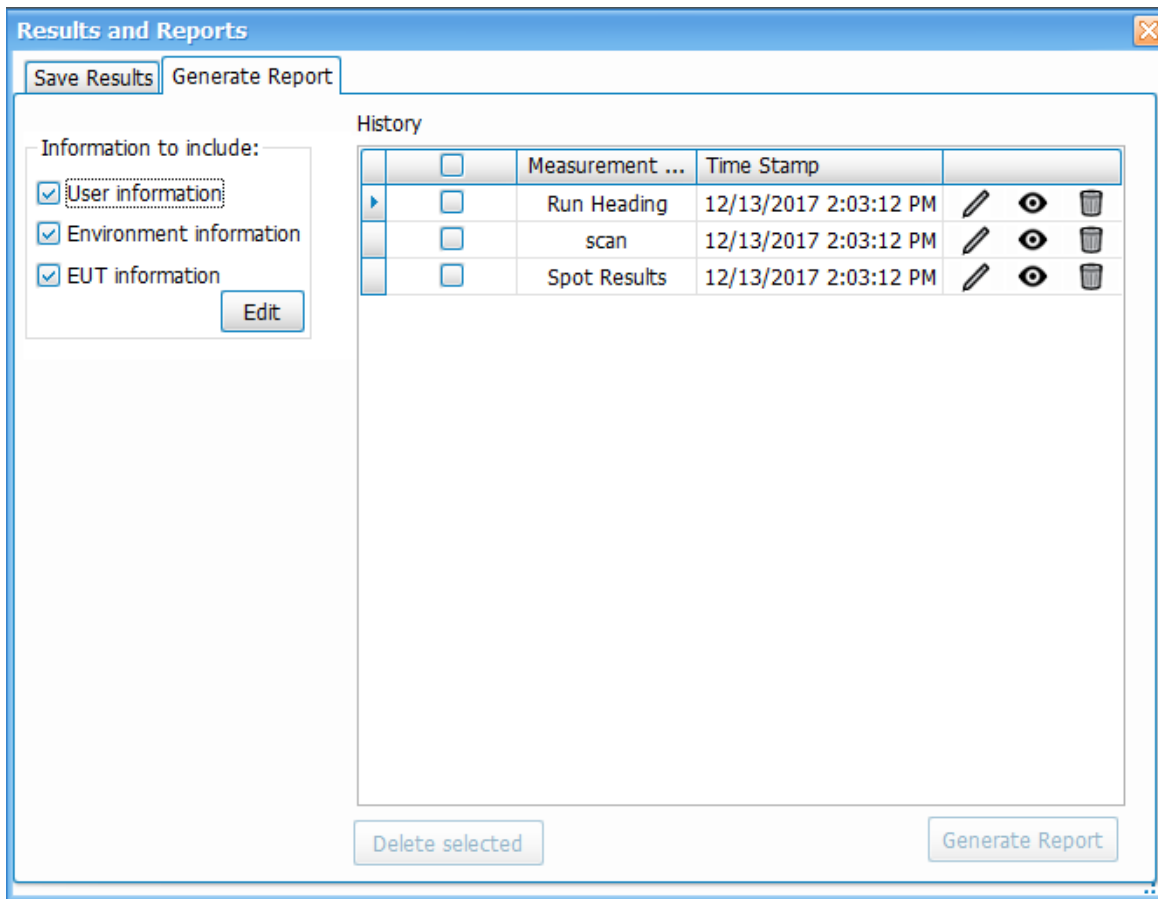 Results and Reports
Save Results Generate Report
History
Information to include:
User information
Environment information
EUT information
Edit
Measurement ... Time Stamp
Run Heading 12/13/2017 2:03:12 PM
scan 12/13/2017 2:03:12 PM
Spot Results 12/13/2017 2:03:12 PM
Delete selected Generate Report